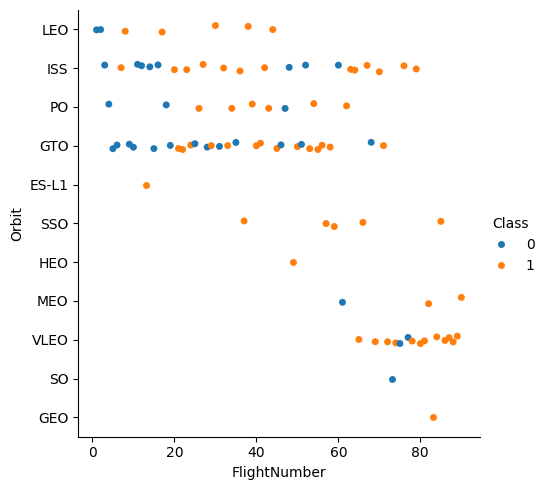 LEO
ISS
PO
GTO
ES-L1
SSO
HEO
MEO
VLEO
SO
GEO
Orbit
0 20 40 60 80
FlightNumber
Class
0
1